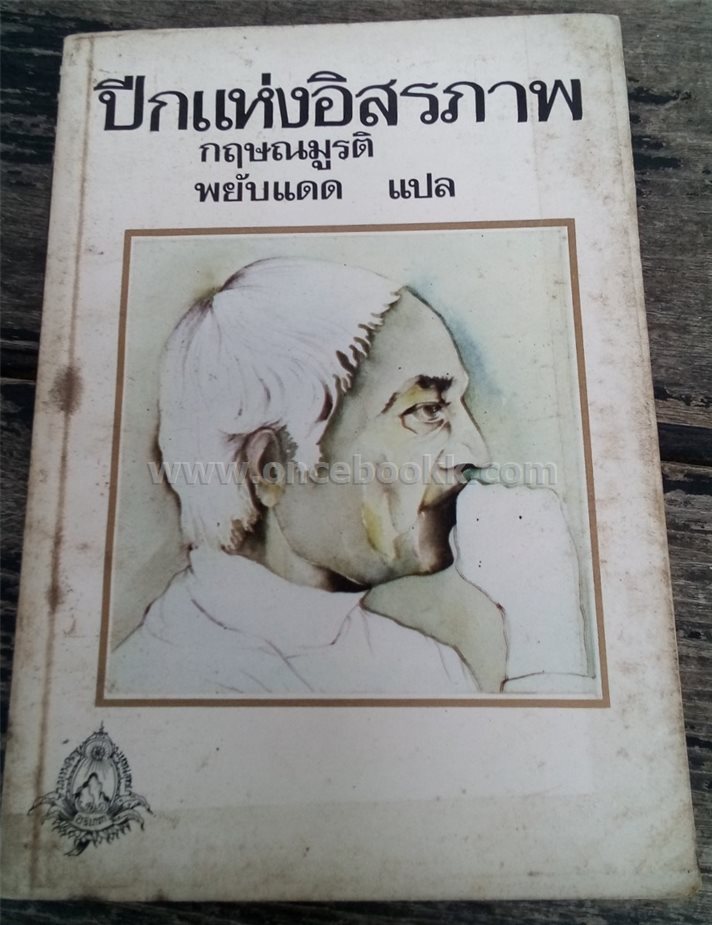 ปีกแห่งอิสรภาพ
กฤษณมูรติ
พยับแดด แปล
www.oncebookk.com